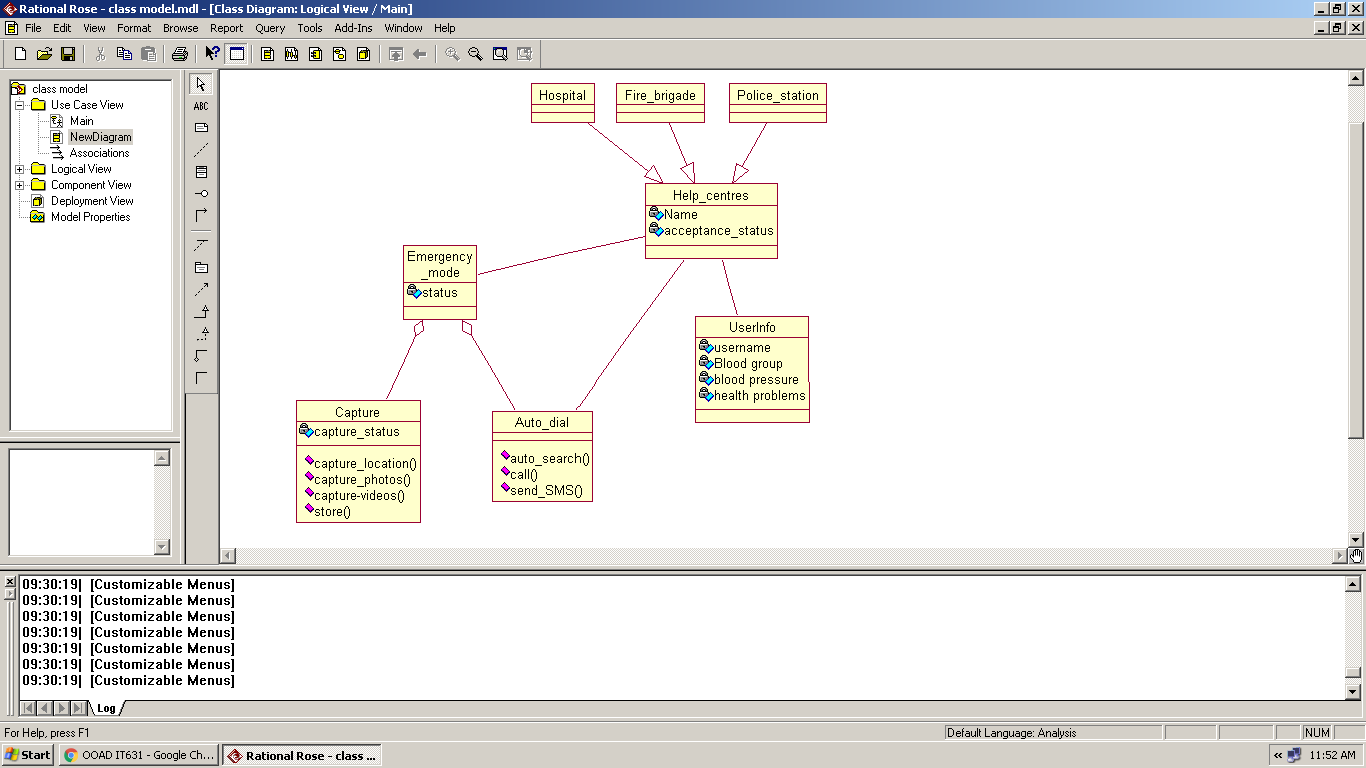 Rational Rose - class model.mdl - [Class Diagram: Logical View / Main]
File Edit View Format Browse Report Query Tools Add-Ins Window Help
class model
Use Case View
Main
NewDiagram
Associations
Logical View
Component View
Deployment View
Model Properties
ABC
Hospital
Fire_brigade
Police_station
Help_centres
Name
acceptance_status
Emergency
_mode
status
UserInfo
username
Blood group
blood pressure
health problems
Capture
capture_status
capture_location()
capture_photos()
capture-videos()
store()
Auto_dial
auto_search()
call()
send_SMS()
09:30:19| [Customizable Menus]
09:30:19| [Customizable Menus]
09:30:19| [Customizable Menus]
09:30:19| [Customizable Menus]
09:30:19| [Customizable Menus]
09:30:19| [Customizable Menus]
09:30:19| [Customizable Menus]
Log
For Help, press F1
Default Language: Analysis
NUM
Start
OOAD IT631 - Google Ch...
Rational Rose - class ...
11:52 AM